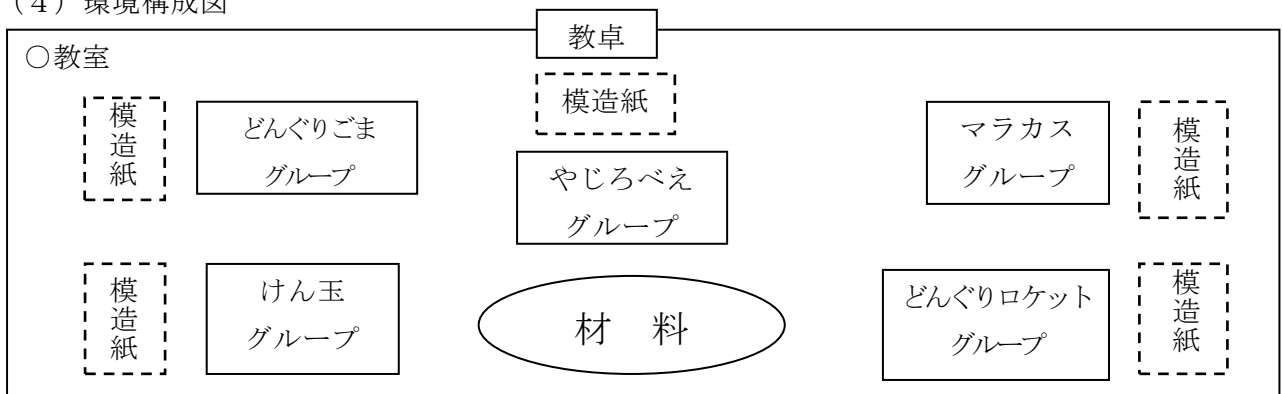 (4)環境構成図
教卓
○教室
模造紙
模造紙
どんぐりごま
グループ
マラカス
グループ
模造紙
やじろべえ
グループ
模造紙
けん玉
グループ
材 料
どんぐりロケット
グループ
模造紙